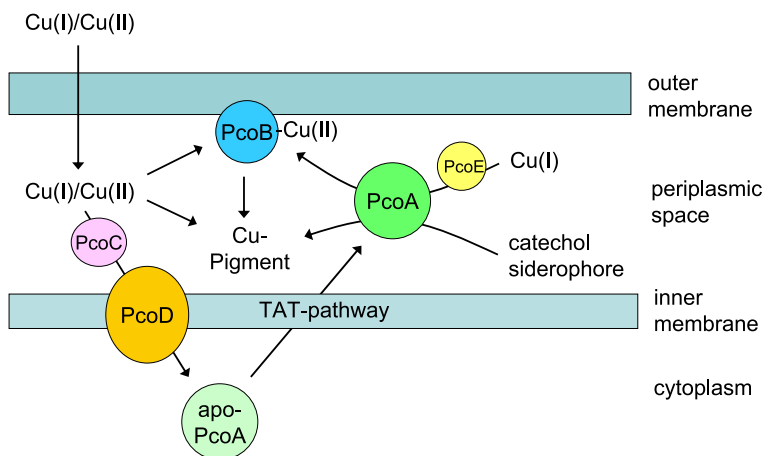 Cu(I)/Cu(II)
outer
membrane
PcoB
-Cu(II)
PcoE
Cu(I)
Cu(I)/Cu(II)
PcoA
periplasmic
space
PcoC
Cu-
Pigment
catechol
siderophore
PcoD
TAT-pathway
inner
membrane
cytoplasm
apo-
PcoA